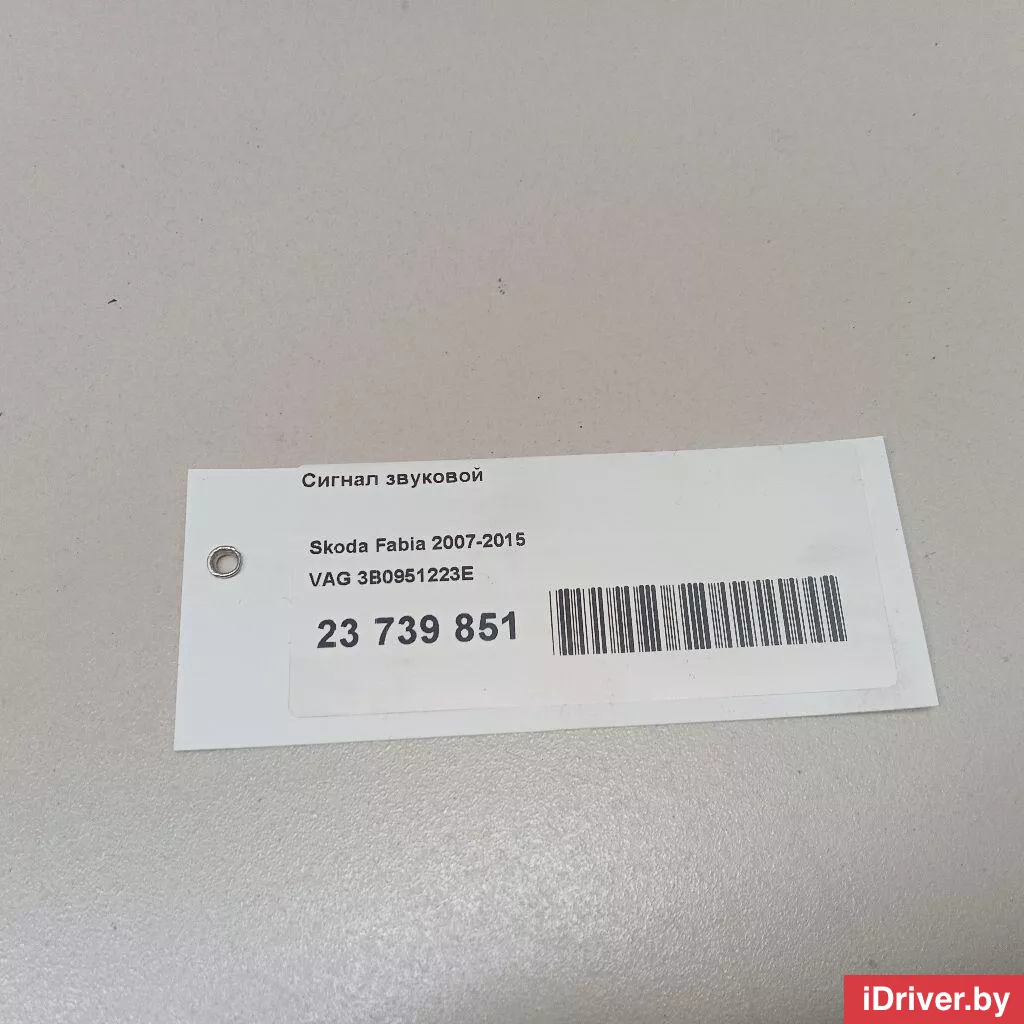 Сигнал звуковой
Skoda Fabia 2007-2015
VAG 3B0951223E
23 739 851
iDriver.by